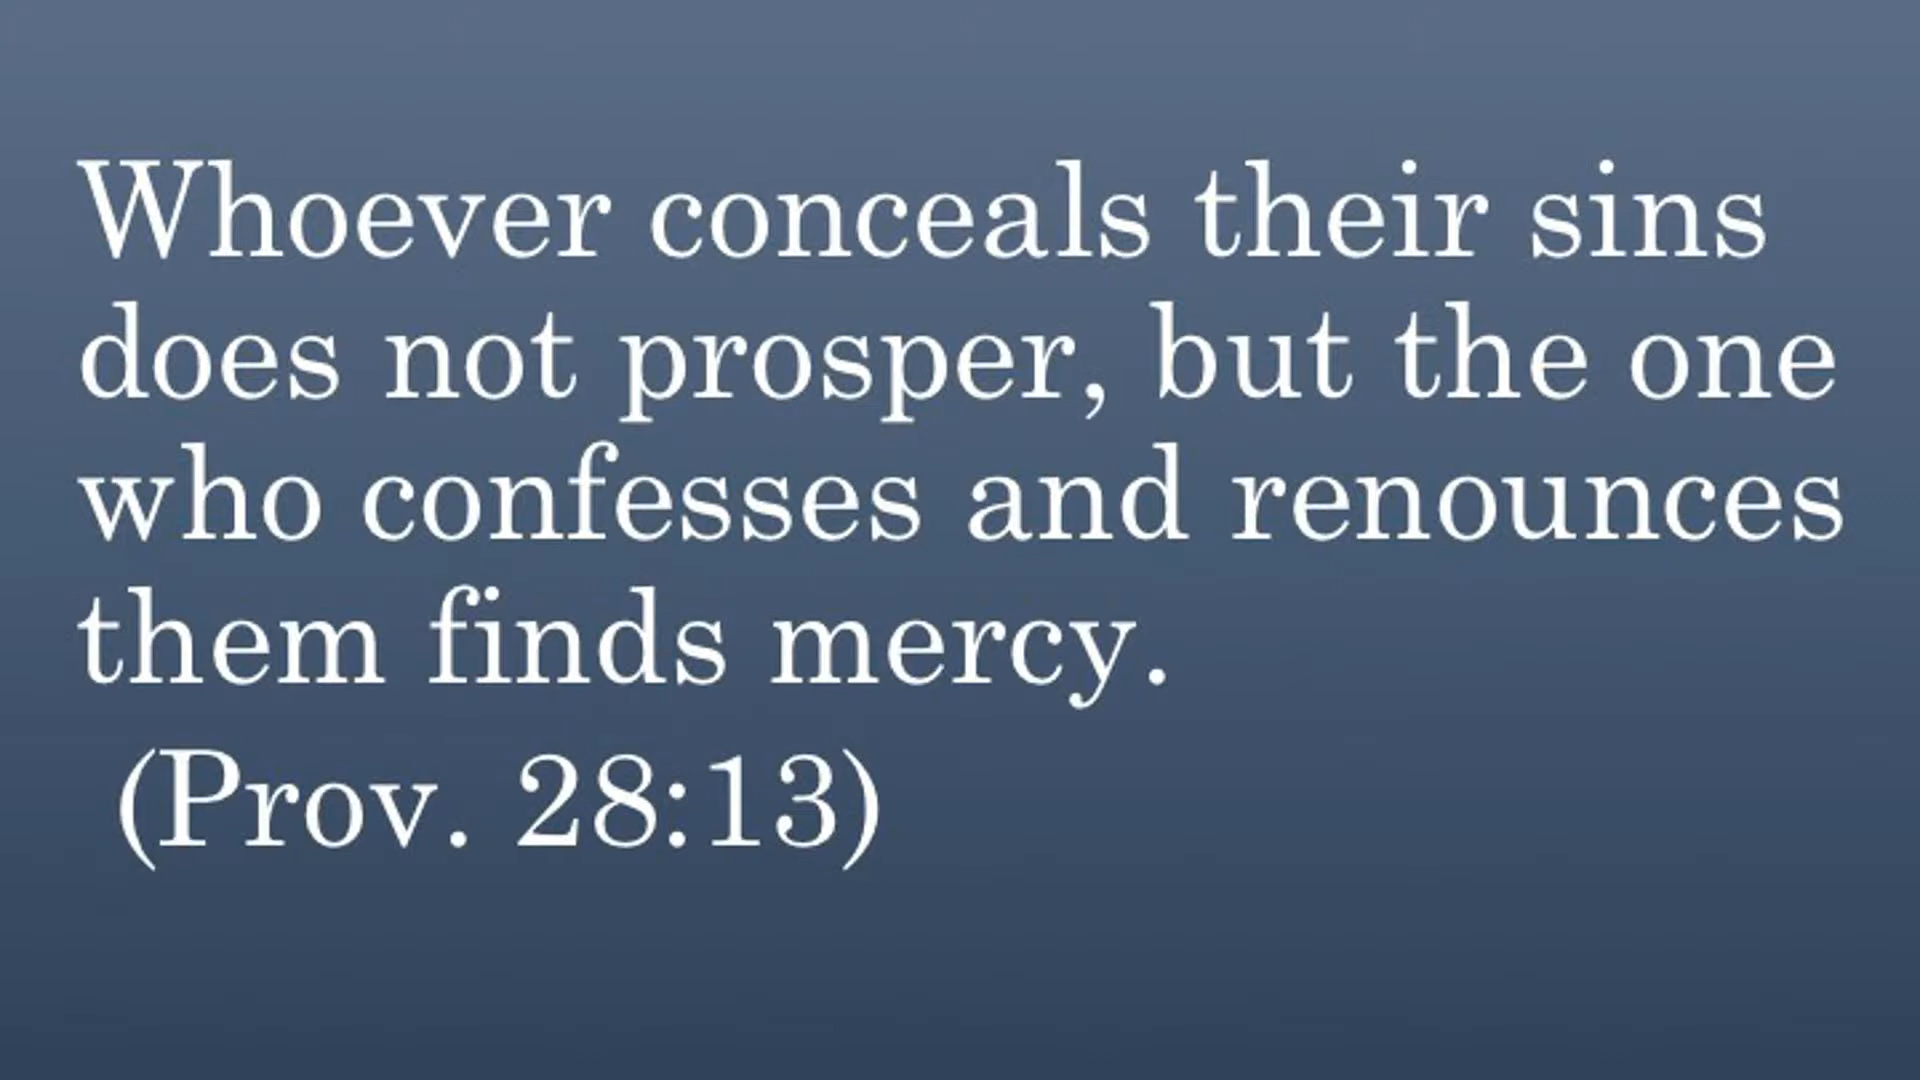 Whoever conceals their sins
does not prosper, but the one
who confesses and renounces
them finds mercy.
(Prov. 28:13)